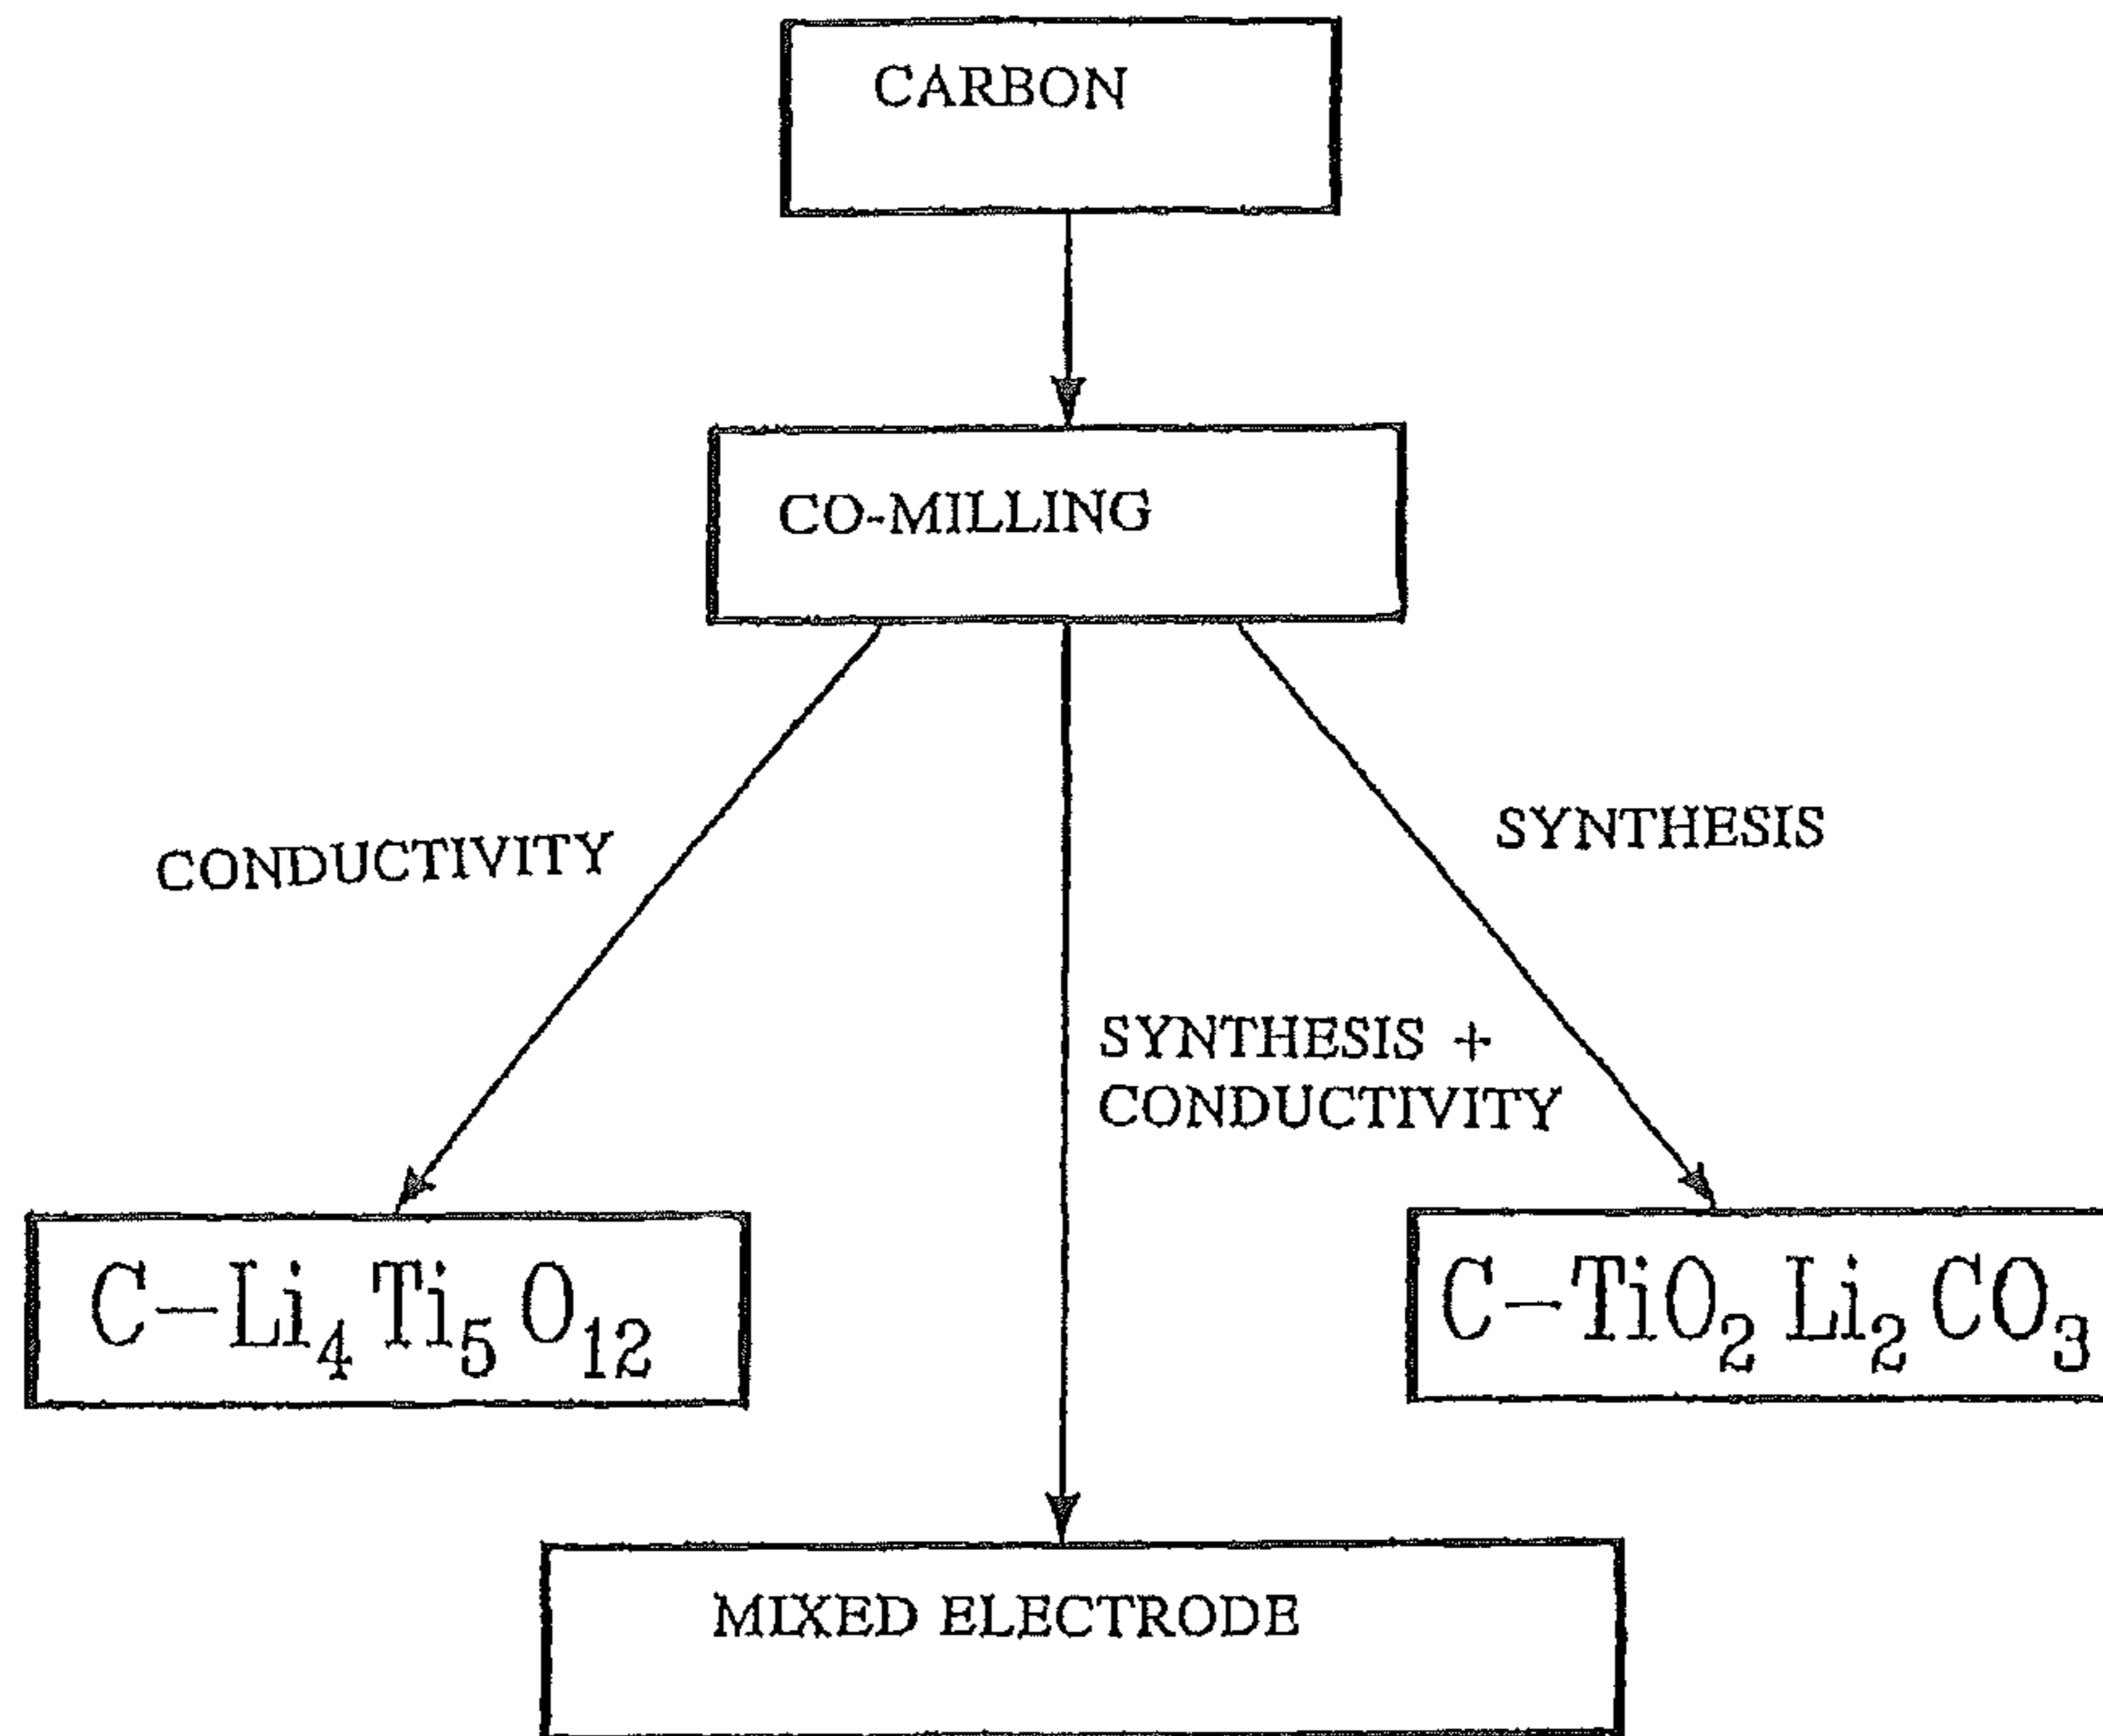 CARBON
CO-MILLING
CONDUCTIVITY
SYNTHESIS
SYNTHESIS +
CONDUCTIVITY
C-Li₄Ti₅O₁₂
C-TiO₂ Li₂CO₃
MIXED ELECTRODE